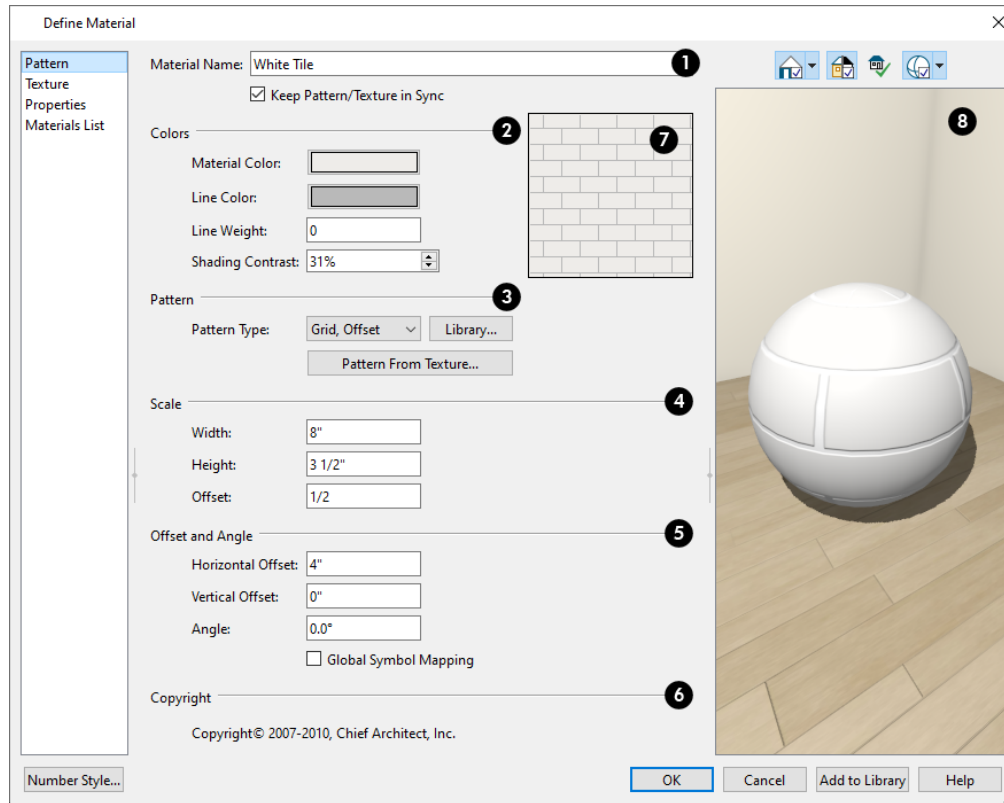 Define Material
Pattern
Texture
Properties
Materials List
Material Name: White Tile 1
Keep Pattern/Texture in Sync
Colors 2
Material Color:
Line Color:
Line Weight: 0
Shading Contrast: 31%
7
8
Pattern 3
Pattern Type: Grid, Offset Library...
Pattern From Texture...
Scale 4
Width: 8"
Height: 3 1/2"
Offset: 1/2
Offset and Angle 5
Horizontal Offset: 4"
Vertical Offset: 0"
Angle: 0.0°
Global Symbol Mapping
Copyright 6
Copyright© 2007-2010, Chief Architect, Inc.
Number Style... OK Cancel Add to Library Help